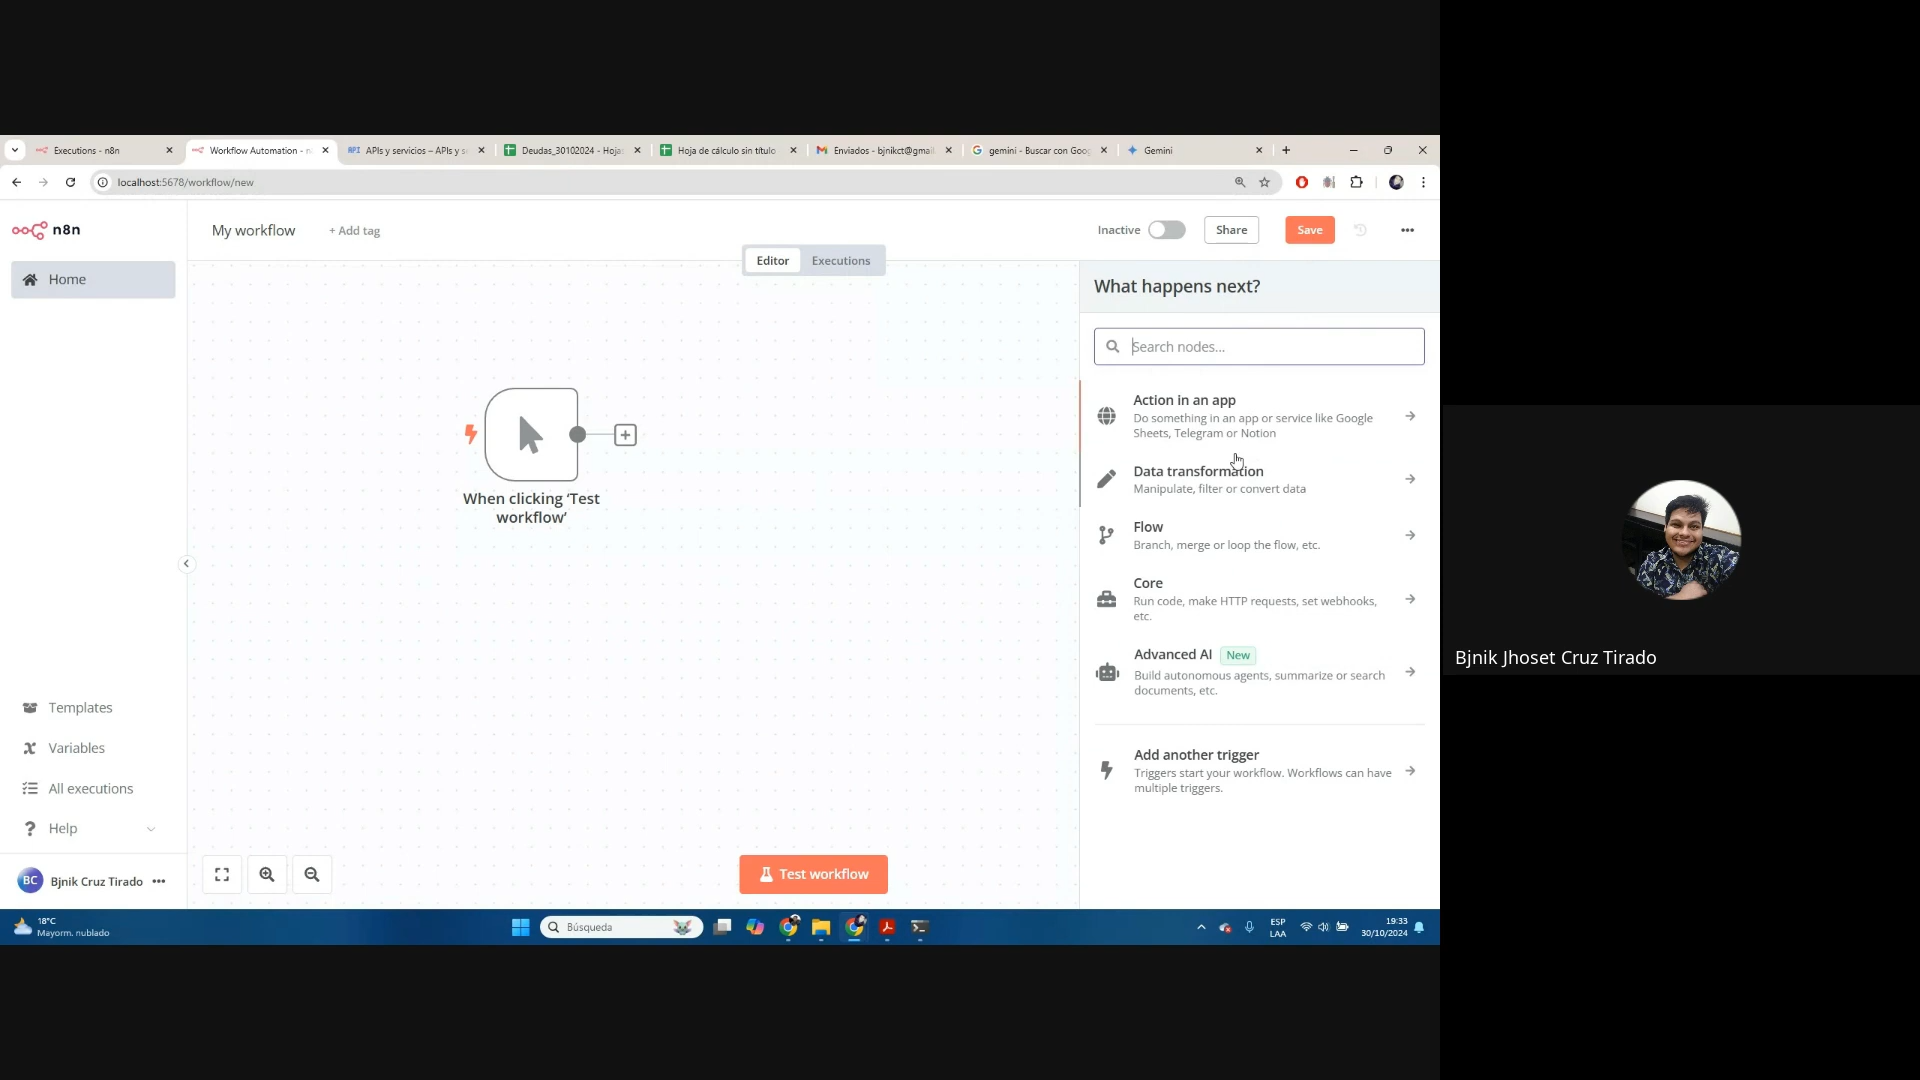 Executions - n8n
Workflow Automation - n
APIs y servicios – APIs y s
Deudas_30102024 - Hoja
Hoja de cálculo sin título
Enviados - bjnikct@gmail.
gemini - Buscar con Goog
Gemini
localhost:5678/workflow/new
n8n
My workflow
+ Add tag
Inactive
Share
Save
Home
Editor
Executions
What happens next?
Search nodes...
Action in an app
Do something in an app or service like Google
Sheets, Telegram or Notion
Data transformation
Manipulate, filter or convert data
When clicking ‘Test
workflow’
Flow
Branch, merge or loop the flow, etc.
Core
Run code, make HTTP requests, set webhooks,
etc.
Advanced AI New
Build autonomous agents, summarize or search
documents, etc.
Add another trigger
Triggers start your workflow. Workflows can have
multiple triggers.
Templates
Variables
All executions
Help
BC Bjnik Cruz Tirado
Test workflow
18°C
Mayorm. nublado
Búsqueda
ESP
LAA
19:33
30/10/2024
Bjnik Jhoset Cruz Tirado